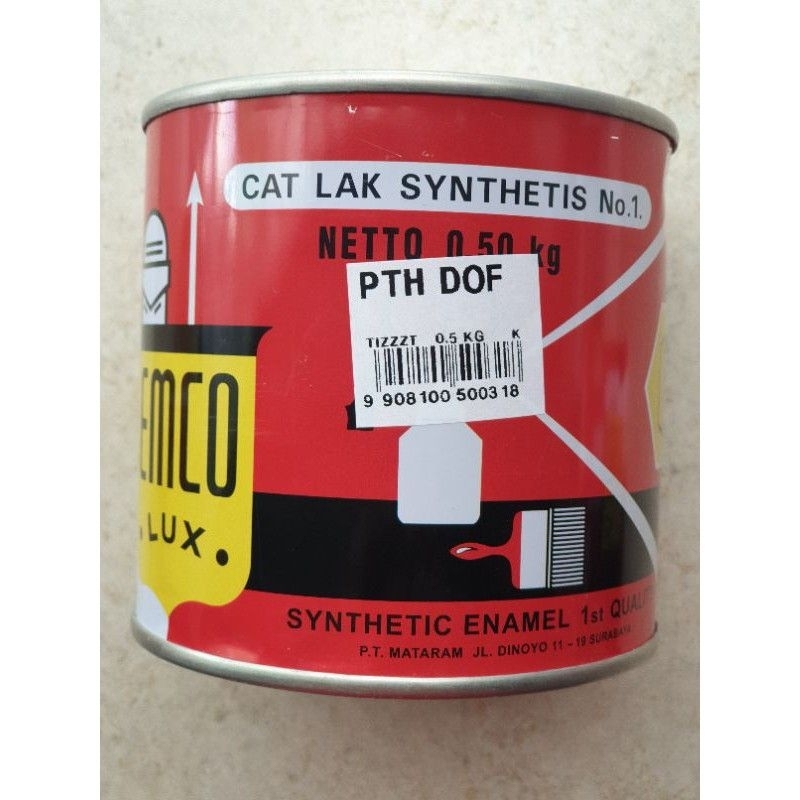 CAT LAK SYNTHETIS No.1.
NETTO 0,50 kg
PTH DOF
TIZZZT 0.5 KG K
9 908100 500318
EMCO
LUX
SYNTHETIC ENAMEL 1st
P.T. MATARAM JL. DINOYO 11 - 19 SURABAYA